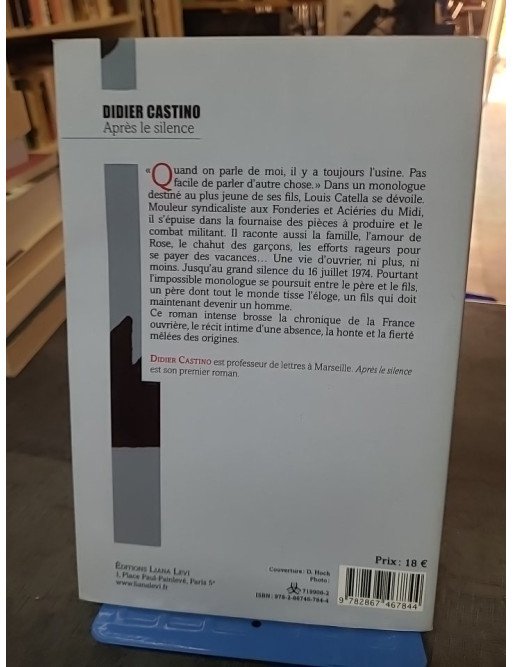 DIDIER CASTINO
Après le silence
« Quand on parle de moi, il y a toujours l'usine. Pas
facile de parler d'autre chose. » Dans un monologue
destiné au plus jeune de ses fils, Louis Catella se dévoile.
Mouleur syndicaliste aux Fonderies et Aciéries du Midi,
il s'épuise dans la fournaise des pièces à produire et le
combat militant. Il raconte aussi la famille, l'amour de
Rose, le chahut des garçons, les efforts rageurs pour
se payer des vacances… Une vie d'ouvrier, ni plus, ni
moins. Jusqu'au grand silence du 16 juillet 1974. Pourtant
l'impossible monologue se poursuit entre le père et le fils,
un père dont tout le monde tisse l'éloge, un fils qui doit
maintenant devenir un homme.
Ce roman intense brosse la chronique de la France
ouvrière, le récit intime d'une absence, la honte et la fierté
mêlées des origines.
DIDIER CASTINO est professeur de lettres à Marseille. Après le silence
est son premier roman.
ÉDITIONS LIANA LEVI
1, Place Paul-Painlevé, Paris 5e
www.lianalevi.fr
Couverture : D. Hoch
Photo :
719908-2
ISBN : 978-2-86746-784-4
Prix : 18 €
9 782867 467844